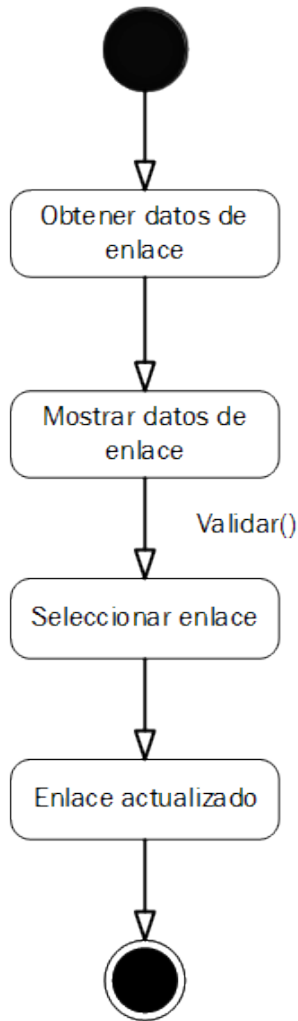 Obtener datos de
enlace
Mostrar datos de
enlace
Validar()
Seleccionar enlace
Enlace actualizado